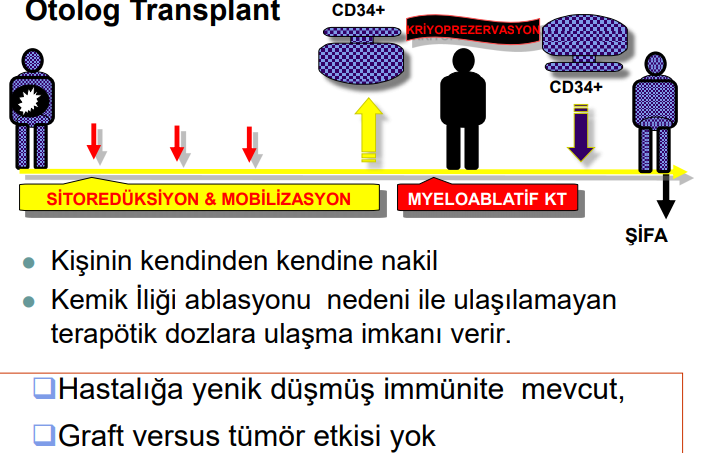 Otolog Transplant
CD34+
KRİYOPREZERVASYON
CD34+
SİTOREDÜKSİYON & MOBİLİZASYON
MYELOABLATİF KT
ŞİFA
Kişinin kendinden kendine nakil
Kemik İliği ablasyonu nedeni ile ulaşılamayan
terapötik dozlara ulaşma imkanı verir.
Hastalığa yenik düşmüş immünite mevcut,
Graft versus tümör etkisi yok